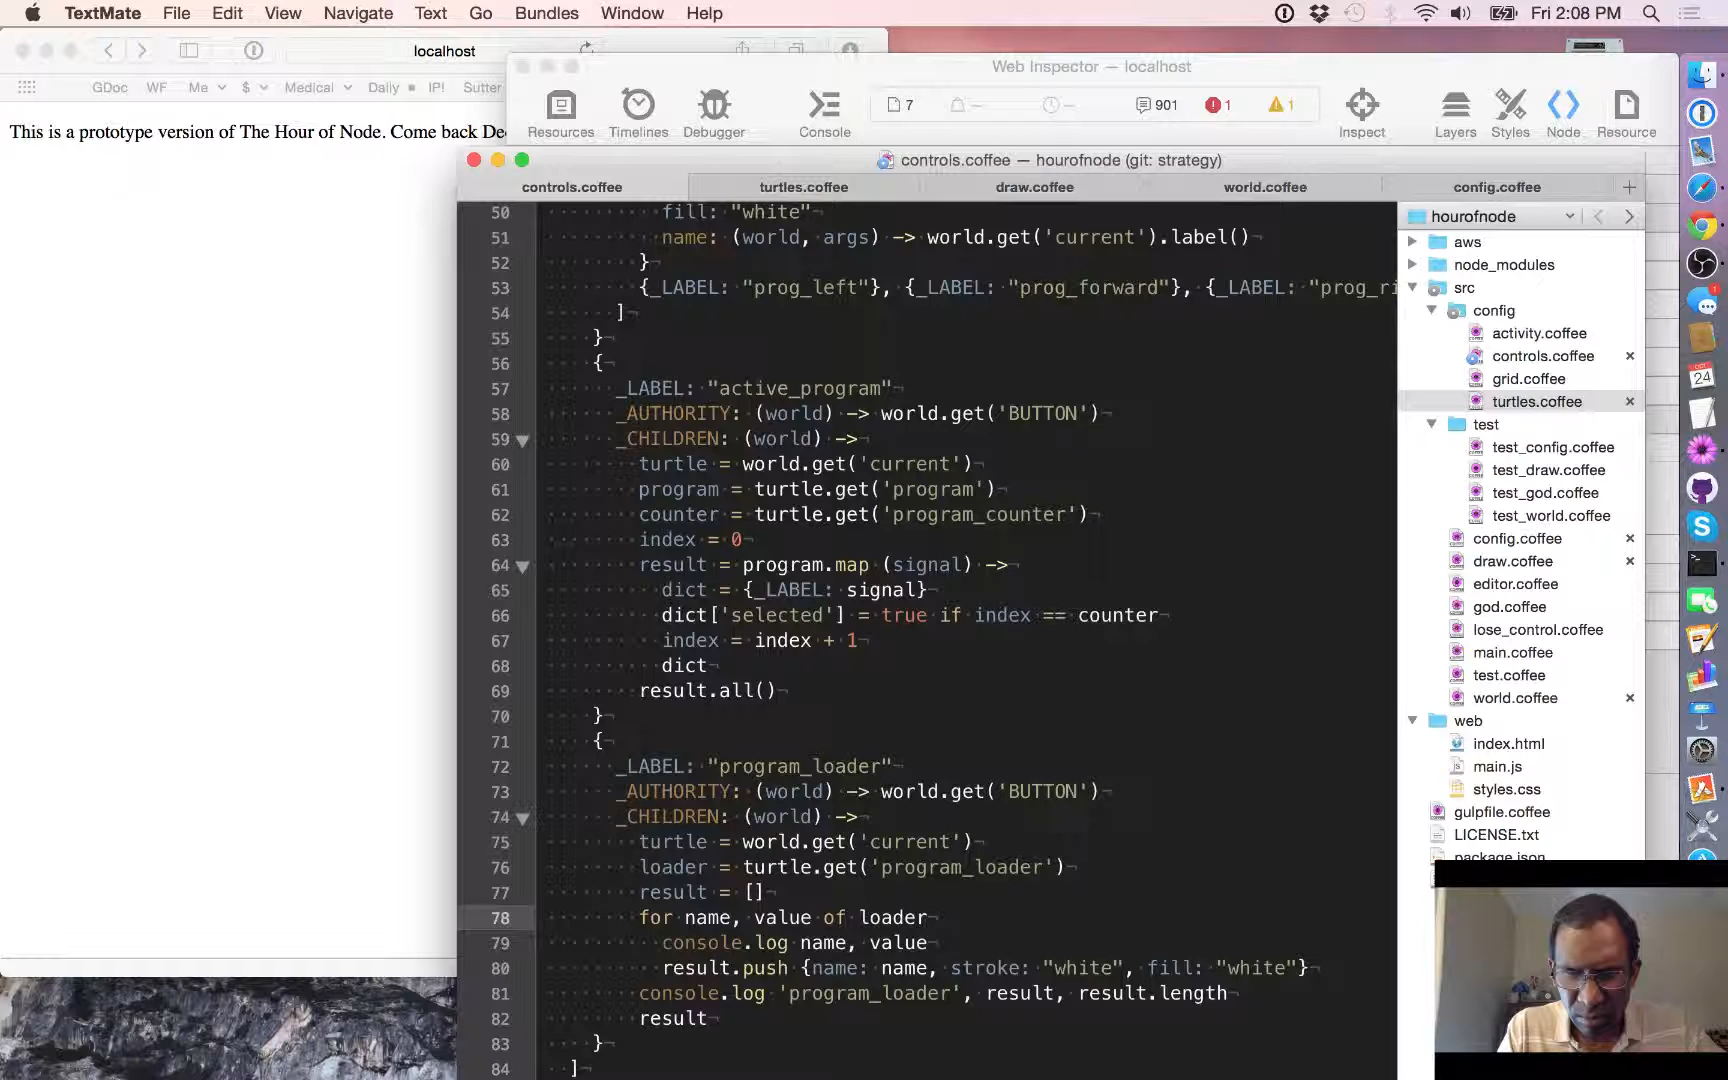 TextMate File Edit View Navigate Text Go Bundles Window Help
Fri 2:08 PM
localhost
GDoc WF Me $ Medical Daily IP! Sutter
This is a prototype version of The Hour of Node. Come back
Web Inspector — localhost
7 — — 901 1 1
Resources Timelines Debugger Console Inspect Layers Styles Node Resource
controls.coffee — hourofnode (git: strategy)
controls.coffee turtles.coffee draw.coffee world.coffee config.coffee
50 fill: "white"
51 name: (world, args) -> world.get('current').label()
52 }
53 {_LABEL: "prog_left"}, {_LABEL: "prog_forward"}, {_LABEL: "prog_ri
54 ]
55 }
56 {
57 _LABEL: "active_program"
58 _AUTHORITY: (world) -> world.get('BUTTON')
59 _CHILDREN: (world) ->
60 turtle = world.get('current')
61 program = turtle.get('program')
62 counter = turtle.get('program_counter')
63 index = 0
64 result = program.map (signal) ->
65 dict = {_LABEL: signal}
66 dict['selected'] = true if index == counter
67 index = index + 1
68 dict
69 result.all()
70 }
71 {
72 _LABEL: "program_loader"
73 _AUTHORITY: (world) -> world.get('BUTTON')
74 _CHILDREN: (world) ->
75 turtle = world.get('current')
76 loader = turtle.get('program_loader')
77 result = []
78 for name, value of loader
79 console.log name, value
80 result.push {name: name, stroke: "white", fill: "white"}
81 console.log 'program_loader', result, result.length
82 result
83 }
84 ]
hourofnode
aws
node_modules
src
config
activity.coffee
controls.coffee
grid.coffee
turtles.coffee
test
test_config.coffee
test_draw.coffee
test_god.coffee
test_world.coffee
config.coffee
draw.coffee
editor.coffee
god.coffee
lose_control.coffee
main.coffee
test.coffee
world.coffee
web
index.html
main.js
styles.css
gulpfile.coffee
LICENSE.txt
package.json
24